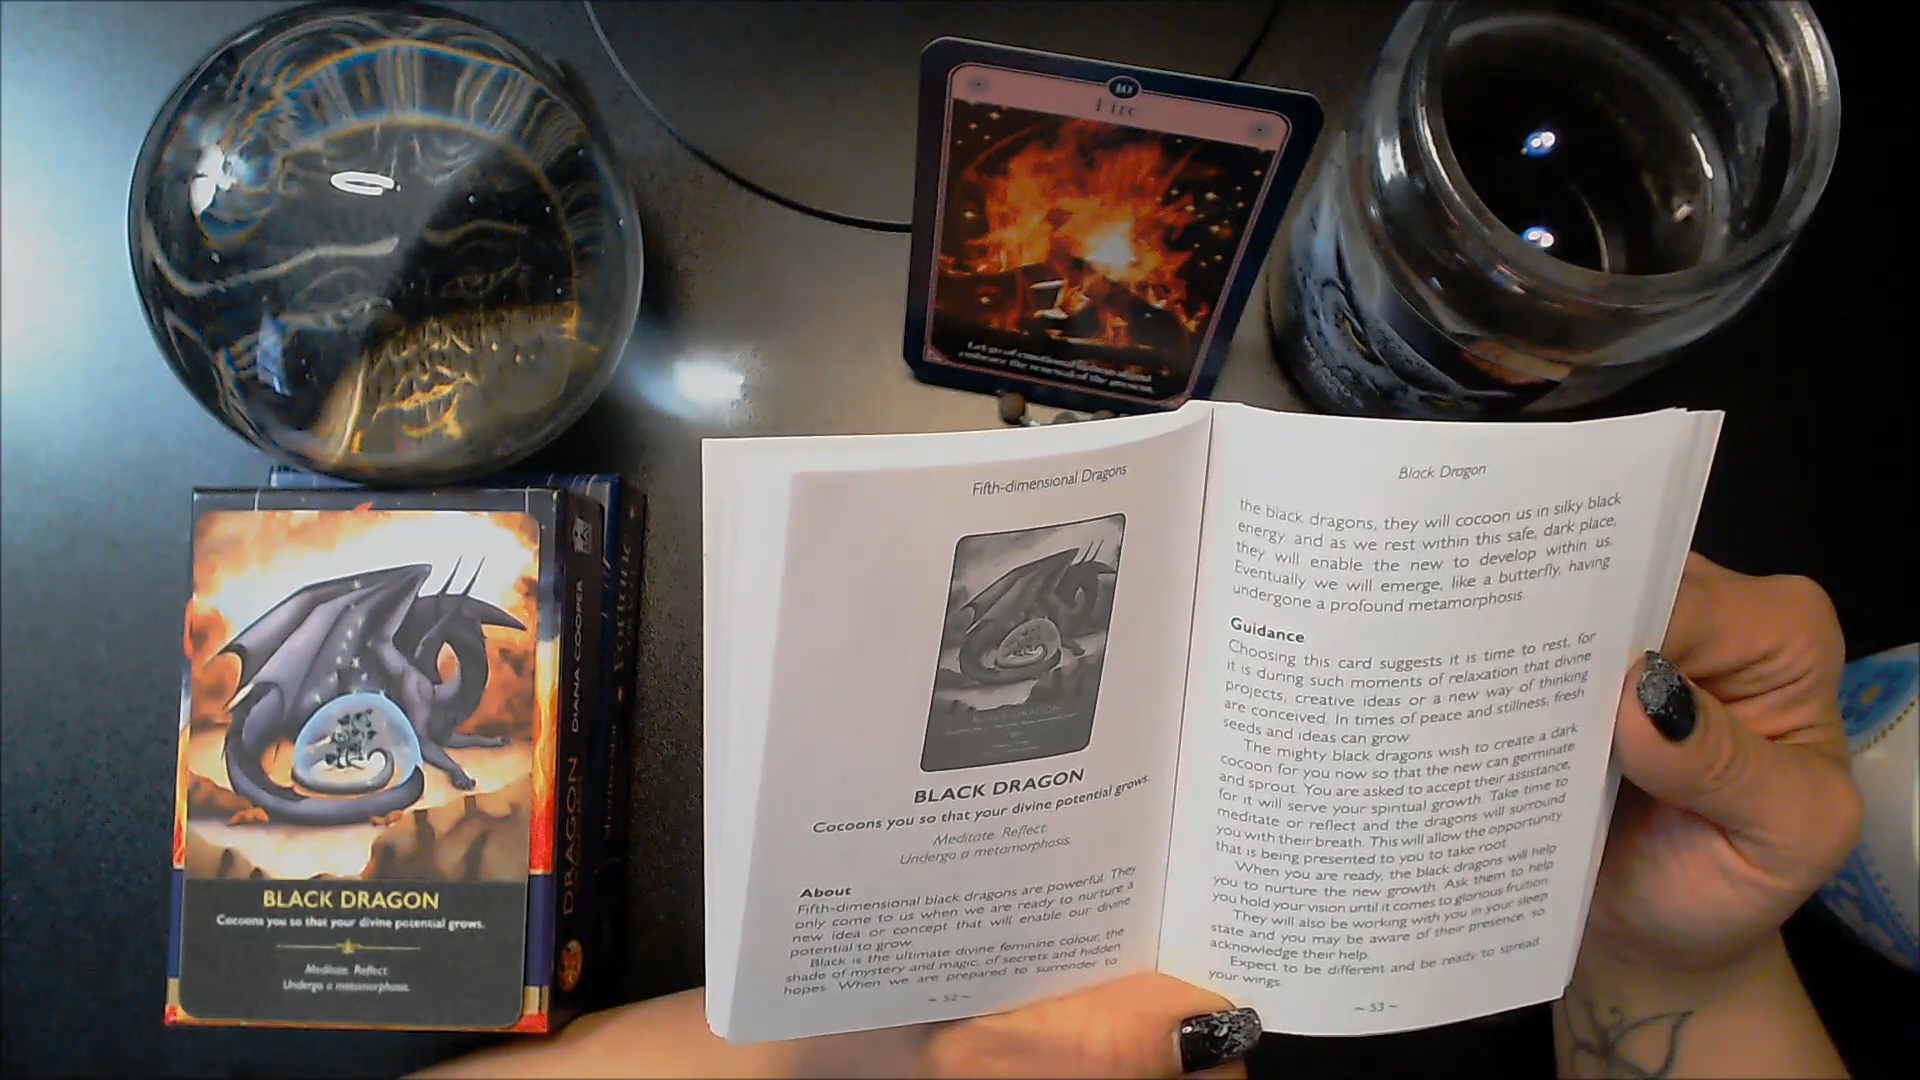 10
Fire
Let go of emotional
embrace the renewal of the present.
BLACK DRAGON
Cocoons you so that your divine potential grows.
Meditate. Reflect.
Undergo a metamorphosis.
DRAGON
DIANA COOPER
Fifth-dimensional Dragons
BLACK DRAGON
Cocoons you so that your divine potential grows.
Meditate. Reflect.
Undergo a metamorphosis.
About
Fifth-dimensional black dragons are powerful. They
only come to us when we are ready to nurture a
new idea or concept that will enable our divine
potential to grow.
Black is the ultimate divine feminine colour, the
shade of mystery and magic, of secrets and hidden
hopes. When we are prepared to surrender to
~ 52 ~
Black Dragon
the black dragons, they will cocoon us in silky black
energy, and as we rest within this safe, dark place,
they will enable the new to develop within us.
Eventually we will emerge, like a butterfly, having
undergone a profound metamorphosis.
Guidance
Choosing this card suggests it is time to rest, for
it is during such moments of relaxation that divine
projects, creative ideas or a new way of thinking
are conceived. In times of peace and stillness, fresh
seeds and ideas can grow.
The mighty black dragons wish to create a dark
cocoon for you now so that the new can germinate
and sprout. You are asked to accept their assistance,
for it will serve your spiritual growth. Take time to
meditate or reflect and the dragons will surround
you with their breath. This will allow the opportunity
that is being presented to you to take root.
When you are ready, the black dragons will help
you to nurture the new growth. Ask them to help
you hold your vision until it comes to glorious fruition.
They will also be working with you in your sleep
state and you may be aware of their presence, so
acknowledge their help.
Expect to be different and be ready to spread
your wings.
~ 53 ~